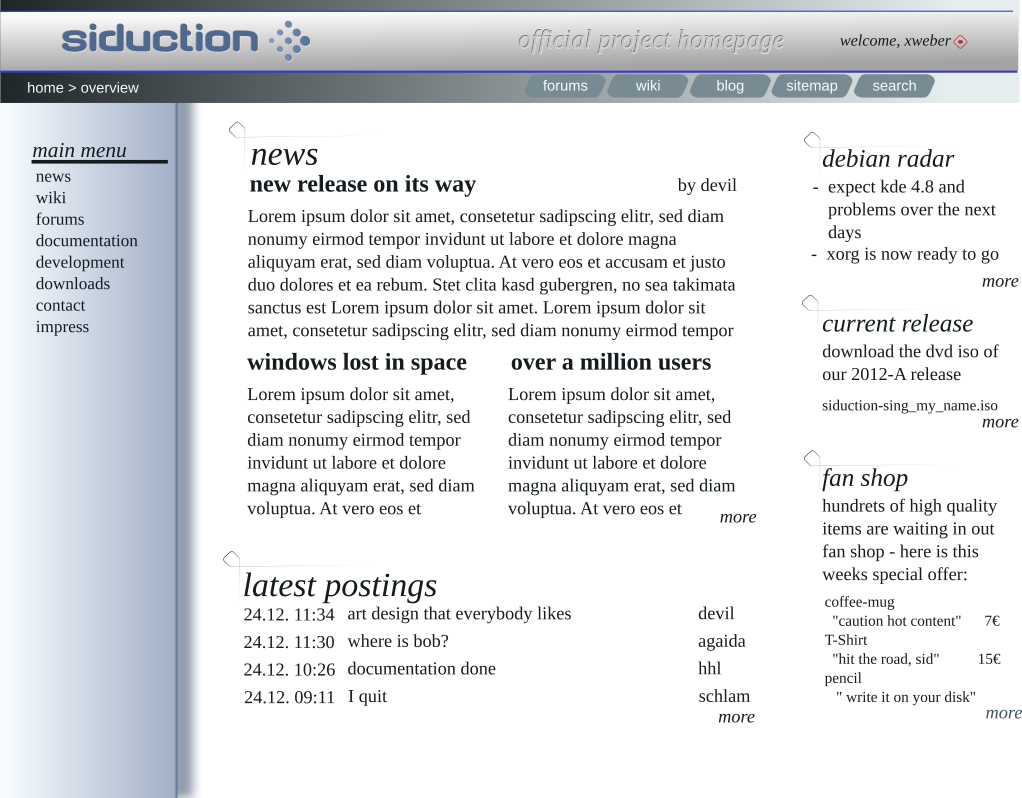 siduction
official project homepage
welcome, xweber
home > overview
forums wiki blog sitemap search
main menu
news
wiki
forums
documentation
development
downloads
contact
impress
news
new release on its way by devil
Lorem ipsum dolor sit amet, consetetur sadipscing elitr, sed diam
nonumy eirmod tempor invidunt ut labore et dolore magna
aliquyam erat, sed diam voluptua. At vero eos et accusam et justo
duo dolores et ea rebum. Stet clita kasd gubergren, no sea takimata
sanctus est Lorem ipsum dolor sit amet. Lorem ipsum dolor sit
amet, consetetur sadipscing elitr, sed diam nonumy eirmod tempor
windows lost in space
Lorem ipsum dolor sit amet,
consetetur sadipscing elitr, sed
diam nonumy eirmod tempor
invidunt ut labore et dolore
magna aliquyam erat, sed diam
voluptua. At vero eos et
over a million users
Lorem ipsum dolor sit amet,
consetetur sadipscing elitr, sed
diam nonumy eirmod tempor
invidunt ut labore et dolore
magna aliquyam erat, sed diam
voluptua. At vero eos et
more
latest postings
24.12. 11:34 art design that everybody likes devil
24.12. 11:30 where is bob? agaida
24.12. 10:26 documentation done hhl
24.12. 09:11 I quit schlam
more
debian radar
- expect kde 4.8 and
problems over the next
days
- xorg is now ready to go
more
current release
download the dvd iso of
our 2012-A release
siduction-sing_my_name.iso
more
fan shop
hundrets of high quality
items are waiting in out
fan shop - here is this
weeks special offer:
coffee-mug
"caution hot content" 7€
T-Shirt
"hit the road, sid" 15€
pencil
" write it on your disk"
more